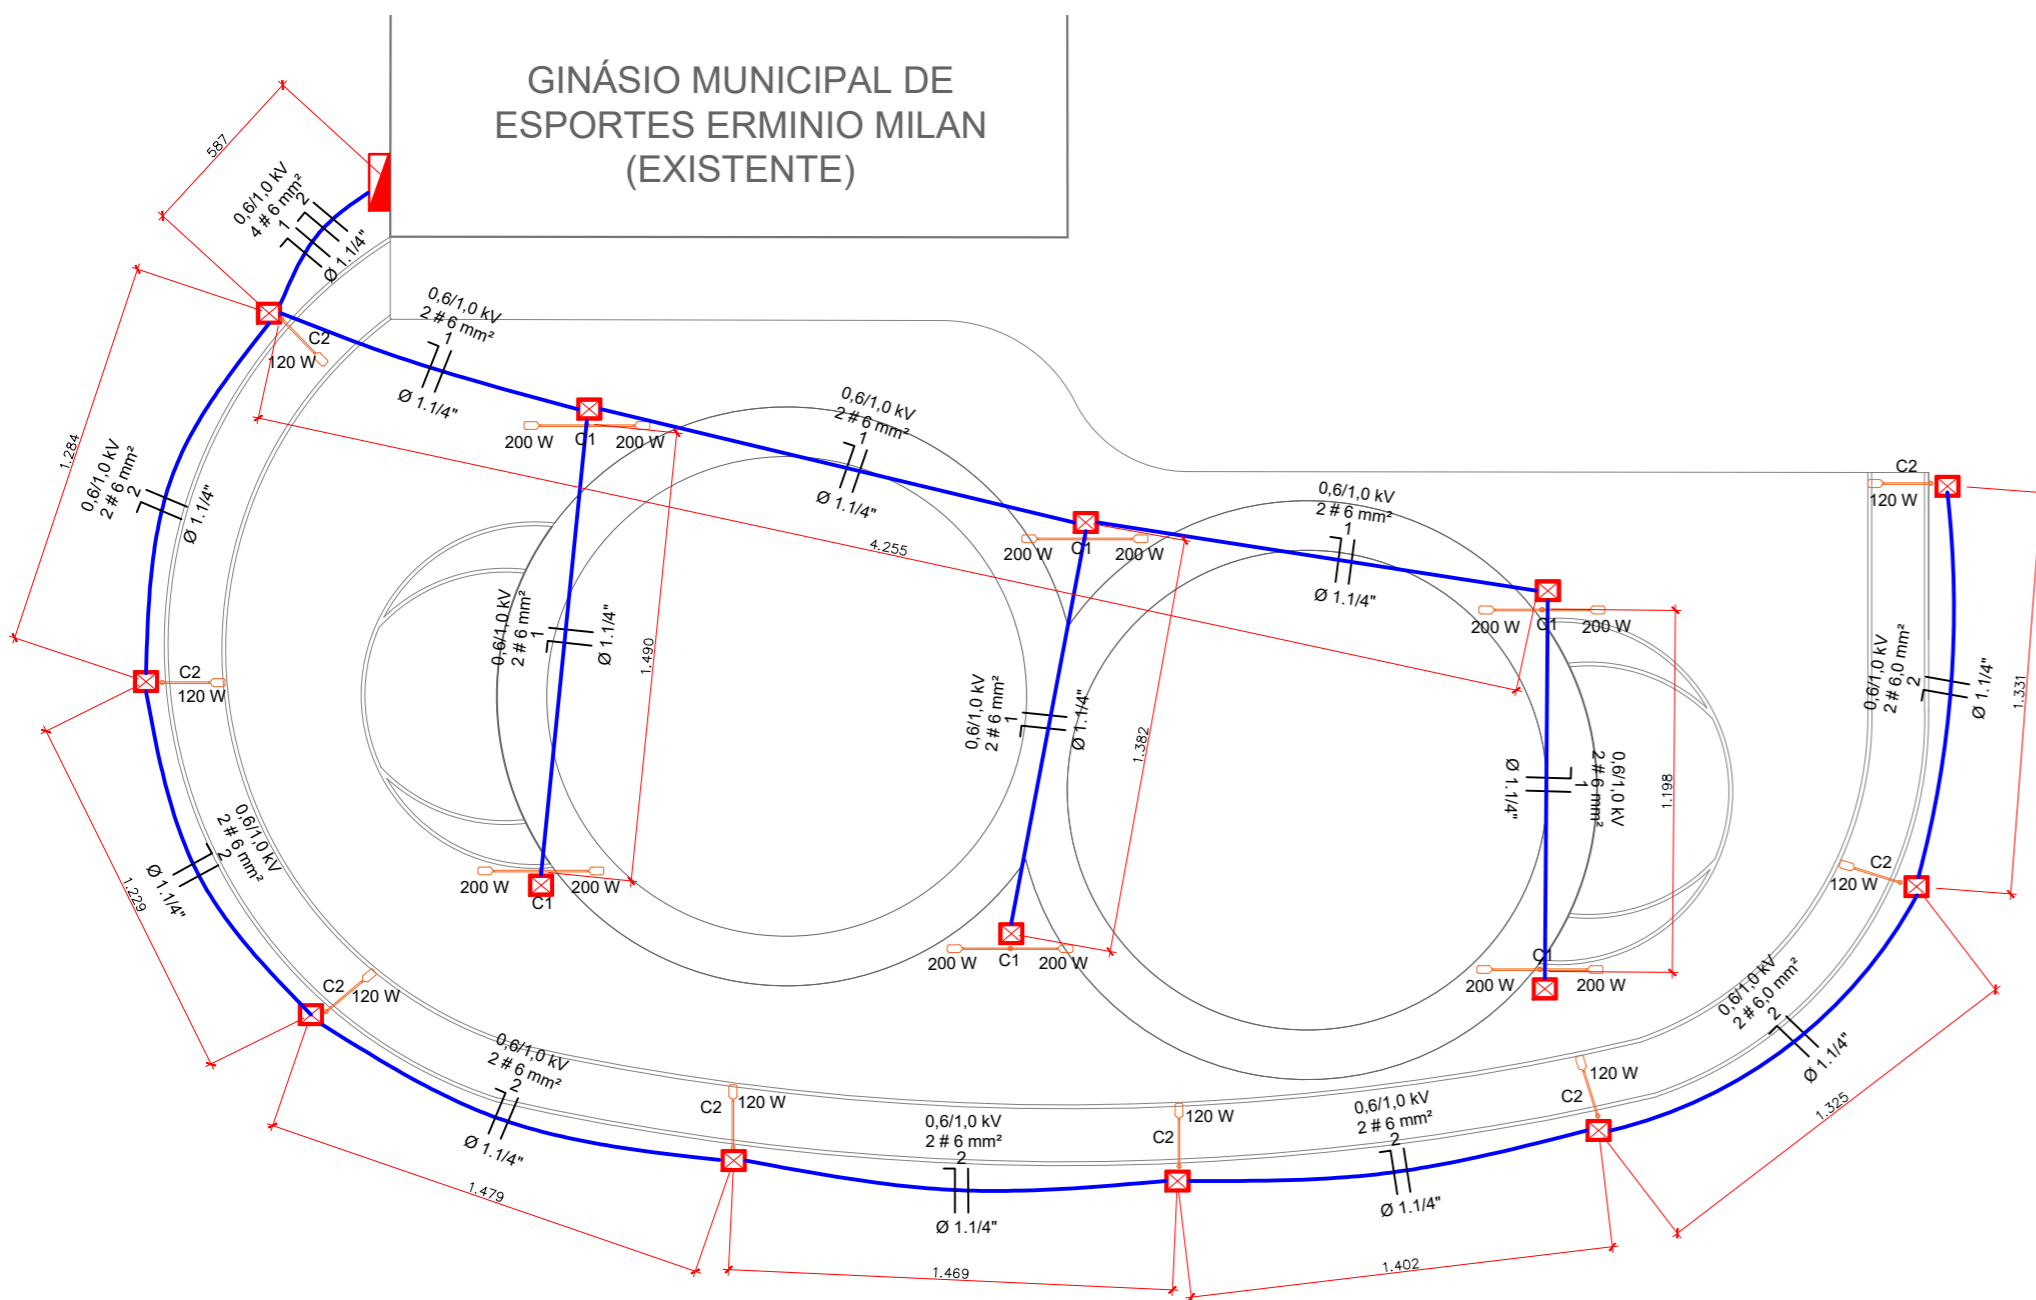 GINÁSIO MUNICIPAL DE
ESPORTES ERMINIO MILAN
(EXISTENTE)
587
0,6/1,0 kV
4 # 6 mm²
1
2
Ø 1.1/4"
C2
120 W
0,6/1,0 kV
2 # 6 mm²
1
Ø 1.1/4"
1.284
0,6/1,0 kV
2 # 6 mm²
2
Ø 1.1/4"
200 W
C1
200 W
0,6/1,0 kV
2 # 6 mm²
1
Ø 1.1/4"
4.255
200 W
C1
200 W
0,6/1,0 kV
2 # 6 mm²
1
Ø 1.1/4"
C2
120 W
200 W
C1
200 W
0,6/1,0 kV
2 # 6 mm²
1
Ø 1.1/4"
1.490
0,6/1,0 kV
2 # 6 mm²
1
Ø 1.1/4"
1.382
0,6/1,0 kV
2 # 6 mm²
1
Ø 1.1/4"
1.198
0,6/1,0 kV
2 # 6,0 mm²
2
Ø 1.1/4"
1.331
C2
120 W
1.229
0,6/1,0 kV
2 # 6 mm²
2
Ø 1.1/4"
200 W
200 W
C1
200 W
C1
200 W
C1
200 W
200 W
C2
120 W
C2
120 W
0,6/1,0 kV
2 # 6 mm²
2
Ø 1.1/4"
1.479
C2
120 W
0,6/1,0 kV
2 # 6 mm²
2
Ø 1.1/4"
1.469
C2
120 W
0,6/1,0 kV
2 # 6 mm²
2
Ø 1.1/4"
1.402
C2
120 W
0,6/1,0 kV
2 # 6,0 mm²
2
Ø 1.1/4"
1.325